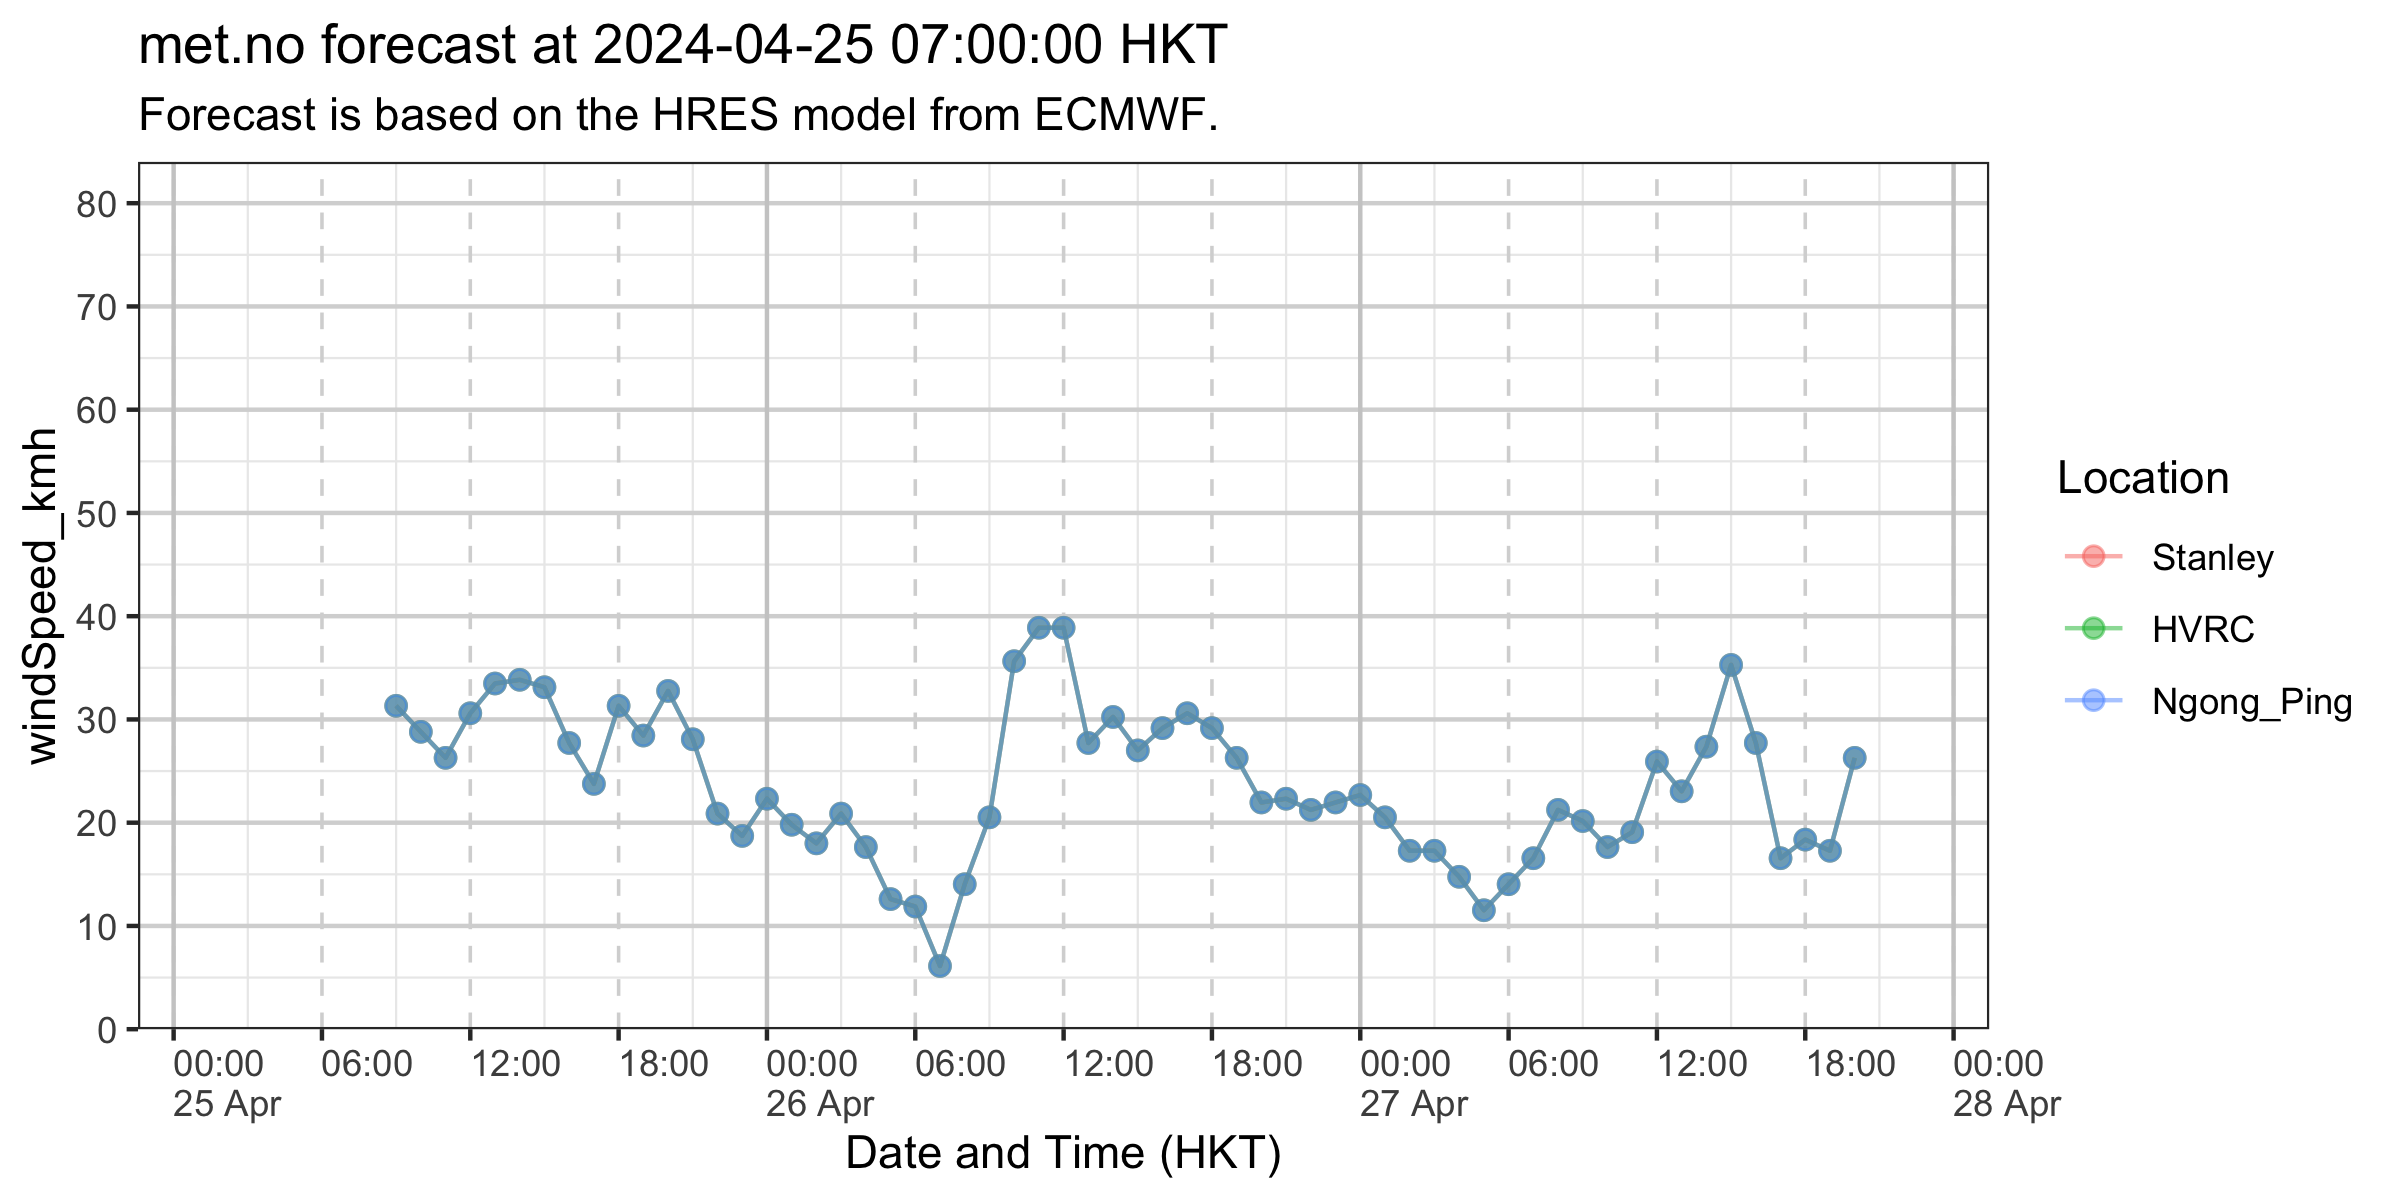 met.no forecast at 2024-04-25 07:00:00 HKT
Forecast is based on the HRES model from ECMWF.
windSpeed_kmh
80
70
60
50
40
30
20
10
0
00:00 06:00 12:00 18:00 00:00 06:00 12:00 18:00 00:00 06:00 12:00 18:00 00:00
25 Apr 26 Apr 27 Apr 28 Apr
Date and Time (HKT)
Location
Stanley
HVRC
Ngong_Ping